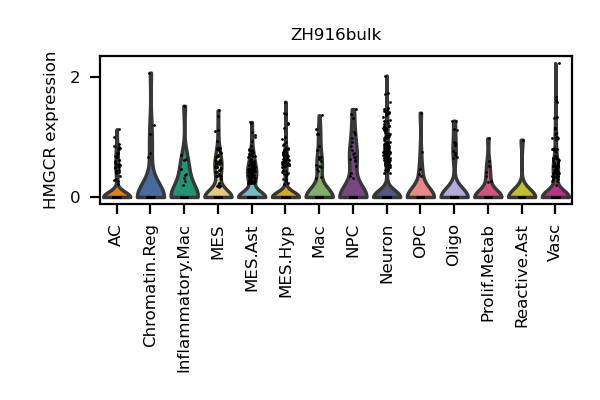 ZH916bulk
HMGCR expression
2
0
AC
Chromatin.Reg
Inflammatory.Mac
MES
MES.Ast
MES.Hyp
Mac
NPC
Neuron
OPC
Oligo
Prolif.Metab
Reactive.Ast
Vasc